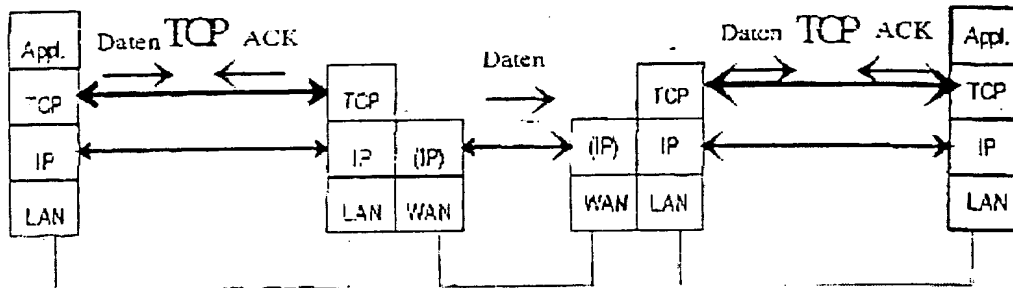 Appl.
Daten TCP ACK
Daten
Daten TCP ACK
Appl.
TCP
TCP
TCP
TCP
IP
IP
(IP)
(IP)
IP
IP
LAN
LAN
WAN
WAN
LAN
LAN